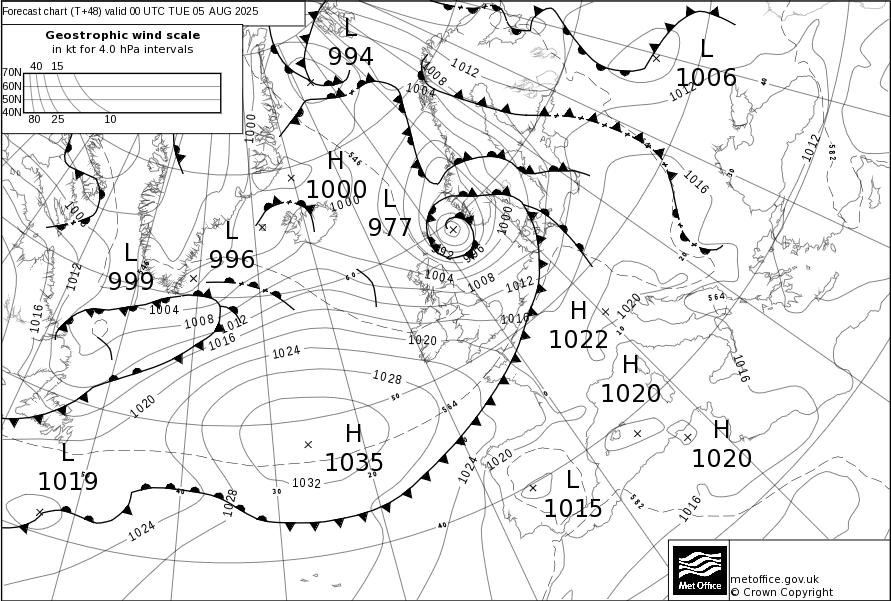 Forecast chart (T+48) valid 00 UTC TUE 05 AUG 2025
Geostrophic wind scale
in kt for 4.0 hPa intervals
40 15
70N
60N
50N
40N
80 25 10
L
994
L
1006
1008
1012
1004
1012
40
1000
1012
582
H
1000
546
1000
30
1016
L
977
1000
1008
L
996
L
999
546
992
996
20
1012
60
1004
1008
1012
564
1020
1016
1004
1008
1012
1016
1016
1020
H
1022
10
1024
1028
H
1020
1016
0
50
564
1020
H
1035
H
1020
1020
1024
L
1019
1032
20
30
40
1028
L
1015
582
1016
1024
40
Met Office
metoffice.gov.uk
© Crown Copyright